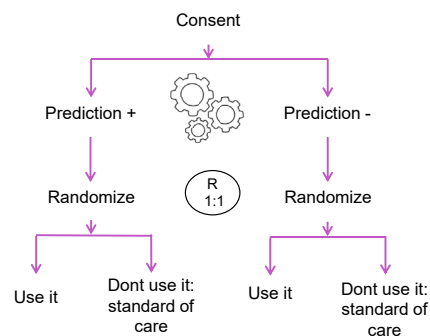 Consent
Prediction +
Prediction -
Randomize
R
1:1
Randomize
Use it
Dont use it:
standard of
care
Use it
Dont use it:
standard of
care